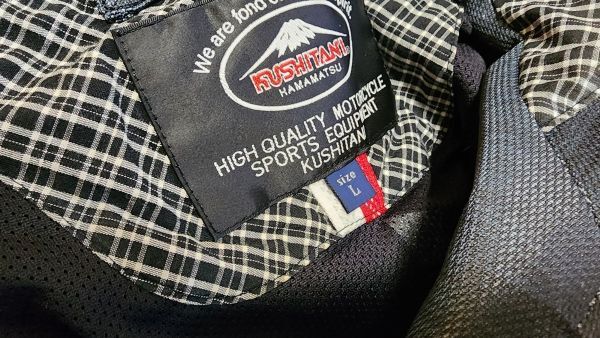 We are fond
KUSHITANI
HAMAMATSU
HIGH QUALITY MOTORCYCLE
SPORTS EQUIPMENT
KUSHITANI
size
L